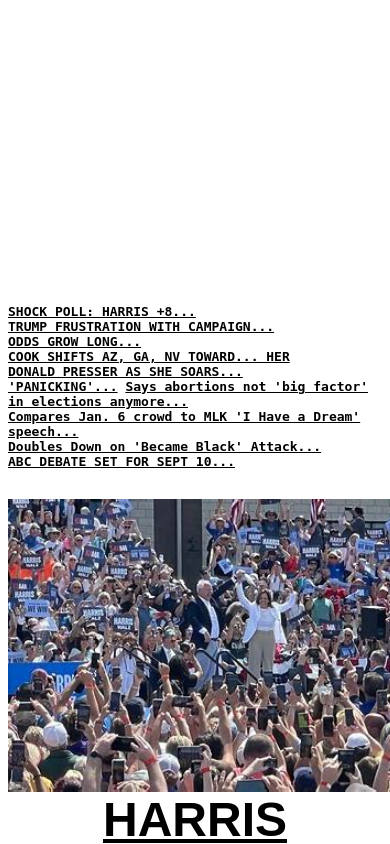 SHOCK POLL: HARRIS +8...
TRUMP FRUSTRATION WITH CAMPAIGN...
ODDS GROW LONG...
COOK SHIFTS AZ, GA, NV TOWARD... HER
DONALD PRESSER AS SHE SOARS...
'PANICKING'... Says abortions not 'big factor'
in elections anymore...
Compares Jan. 6 crowd to MLK 'I Have a Dream'
speech...
Doubles Down on 'Became Black' Attack...
ABC DEBATE SET FOR SEPT 10...
HARRIS